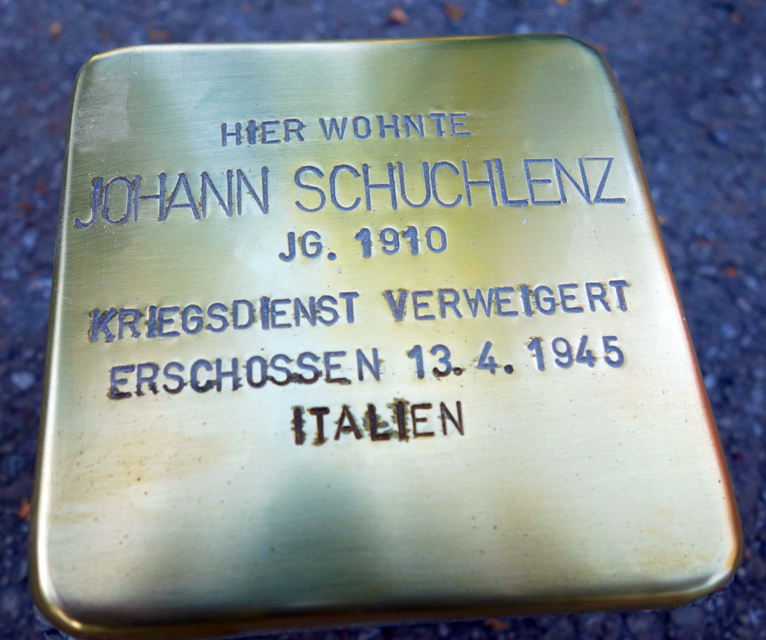 HIER WOHNTE
JOHANN SCHUCHLENZ
JG. 1910
KRIEGSDIENST VERWEIGERT
ERSCHOSSEN 13.4.1945
ITALIEN